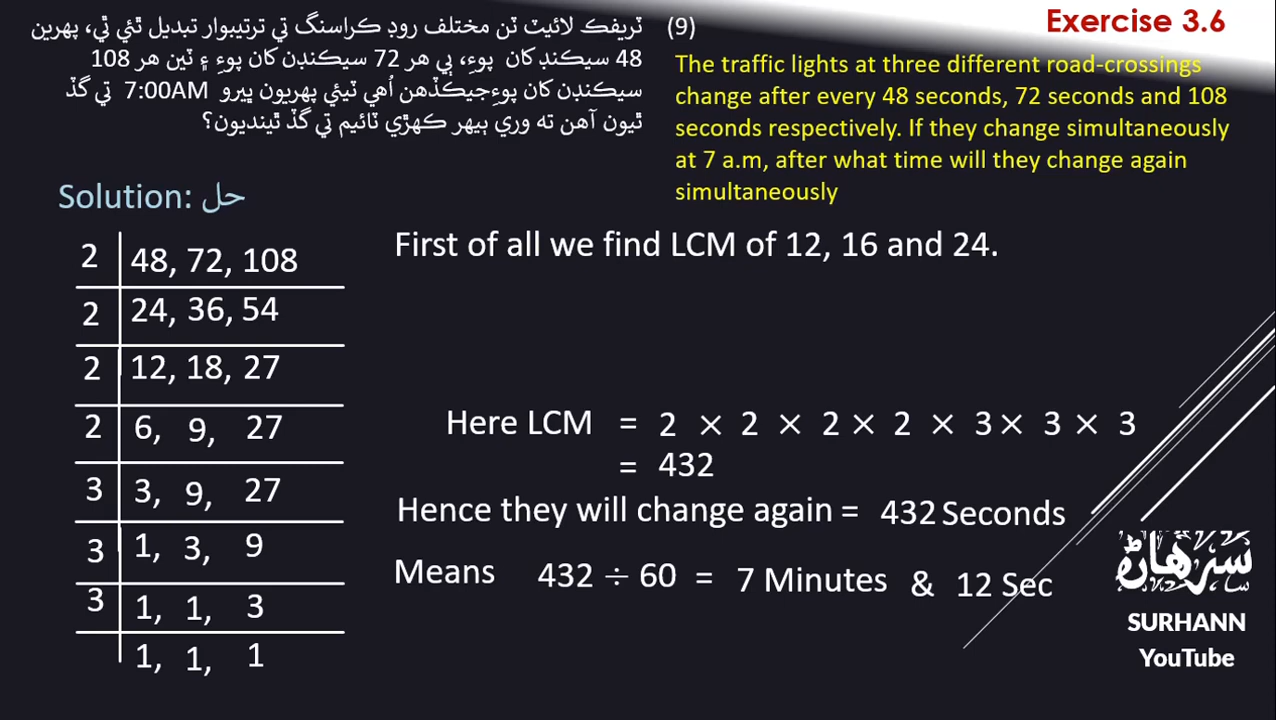 Exercise 3.6
(9)
ٽريفڪ لائيٽ ٽن مختلف روڊ ڪراسنگ تي ترتيبوار تبديل ٿئي ٿي، پهرين
48 سيڪنڊ کان پوءِ، ٻي هر 72 سيڪنڊن کان پوءِ ۽ ٽين هر 108
سيڪنڊن کان پوءِ جيڪڏهن اُهي ٽيئي پهريون ڀيرو 7:00AM تي گڏ
ٿيون آهن ته وري ٻيهر ڪهڙي ٽائيم تي گڏ ٿينديون؟
The traffic lights at three different road-crossings
change after every 48 seconds, 72 seconds and 108
seconds respectively. If they change simultaneously
at 7 a.m, after what time will they change again
simultaneously
Solution: حل
First of all we find LCM of 12, 16 and 24.
2 48, 72, 108
2 24, 36, 54
2 12, 18, 27
2 6, 9, 27
3 3, 9, 27
3 1, 3, 9
3 1, 1, 3
1, 1, 1
Here LCM = 2 × 2 × 2 × 2 × 3 × 3 × 3
= 432
Hence they will change again = 432 Seconds
Means 432 ÷ 60 = 7 Minutes & 12 Sec
سرهاڻ
SURHANN
YouTube